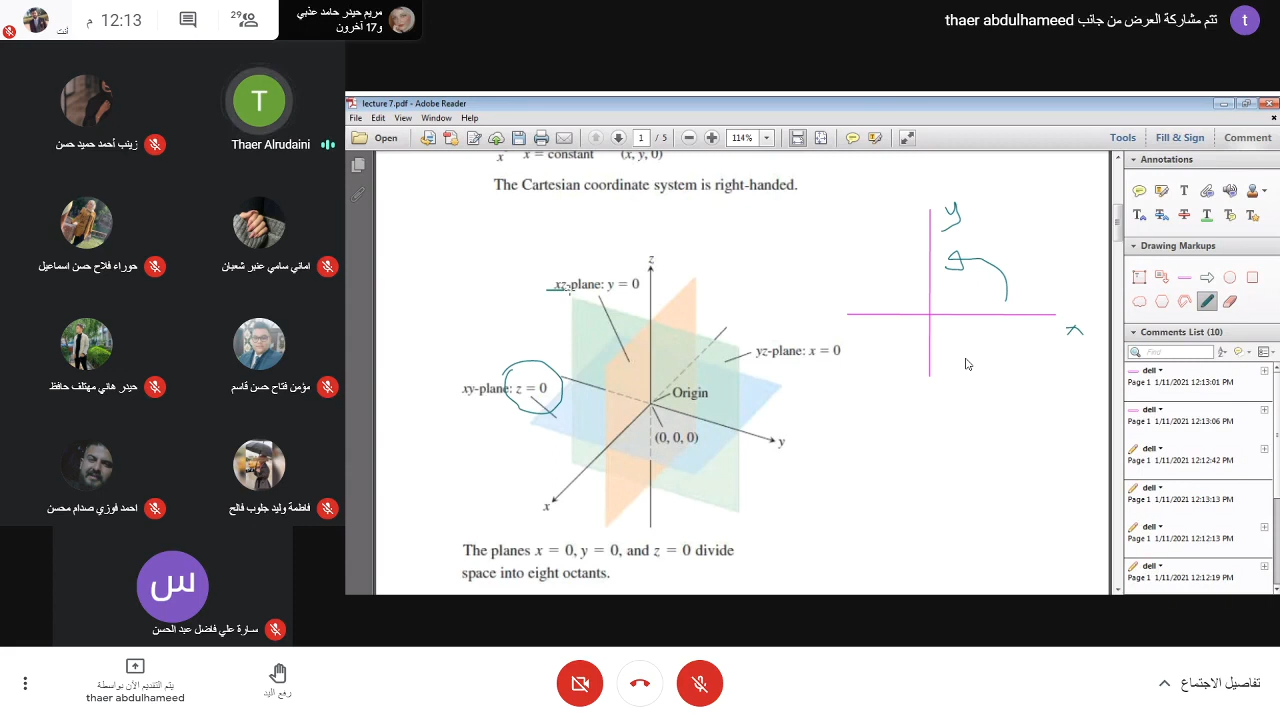 12:13 م
29
أنت
مريم حيدر حامد عذبي
و17 آخرون
تتم مشاركة العرض من جانب thaer abdulhameed
t
زينب أحمد حميد حسن
T
Thaer Alrudaini
حوراء فلاح حسن اسماعيل
اماني سامي عنبر شعبان
حيدر هاني مهتلف حافظ
مؤمن فتاح حسن قاسم
احمد فوزي صدام محسن
فاطمة وليد جلوب فالح
س
سارة علي فاضل عبد الحسن
lecture 7.pdf - Adobe Reader
File Edit View Window Help
Open
1 / 5
114%
Tools Fill & Sign Comment
x x = constant (x, y, 0)
The Cartesian coordinate system is right-handed.
z
xz-plane: y = 0
yz-plane: x = 0
xy-plane: z = 0
Origin
(0, 0, 0)
y
x
The planes x = 0, y = 0, and z = 0 divide
space into eight octants.
y
x
Annotations
Drawing Markups
Comments List (10)
Find
dell
Page 1 1/11/2021 12:13:01 PM
dell
Page 1 1/11/2021 12:13:06 PM
dell
Page 1 1/11/2021 12:12:42 PM
dell
Page 1 1/11/2021 12:13:13 PM
dell
Page 1 1/11/2021 12:12:13 PM
dell
Page 1 1/11/2021 12:12:19 PM
يتم التقديم الآن بواسطة
thaer abdulhameed
رفع اليد
تفاصيل الاجتماع